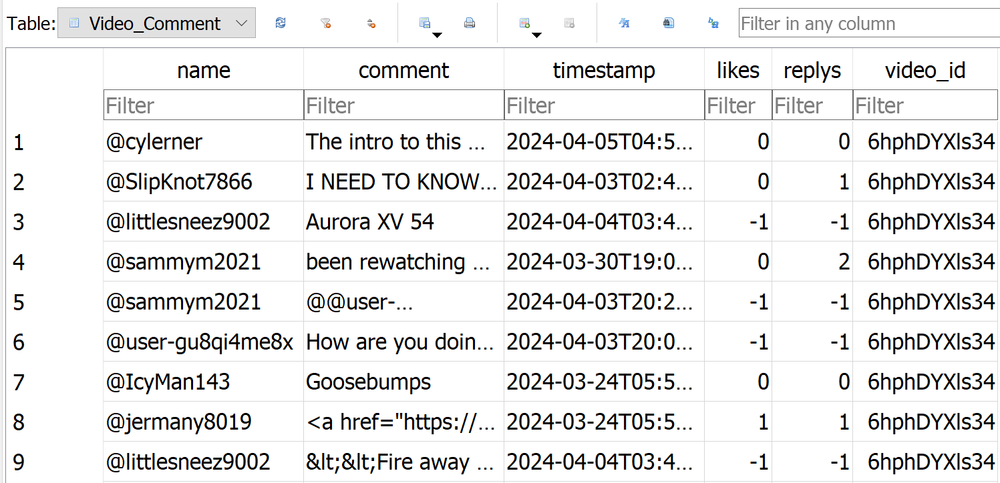 Table: Video_Comment Filter in any column
name comment timestamp likes replys video_id
Filter Filter Filter Filter Filter Filter
1 @cylerner The intro to this ... 2024-04-05T04:5... 0 0 6hphDYXls34
2 @SlipKnot7866 I NEED TO KNOW... 2024-04-03T02:4... 0 1 6hphDYXls34
3 @littlesneez9002 Aurora XV 54 2024-04-04T03:4... -1 -1 6hphDYXls34
4 @sammym2021 been rewatching ... 2024-03-30T19:0... 0 2 6hphDYXls34
5 @sammym2021 @@user-... 2024-04-03T20:2... -1 -1 6hphDYXls34
6 @user-gu8qi4me8x How are you doin... 2024-04-03T20:0... -1 -1 6hphDYXls34
7 @IcyMan143 Goosebumps 2024-03-24T05:5... 0 0 6hphDYXls34
8 @jermany8019 <a href="https://... 2024-03-24T05:5... 1 1 6hphDYXls34
9 @littlesneez9002 &lt;&lt;Fire away ... 2024-04-04T03:4... -1 -1 6hphDYXls34